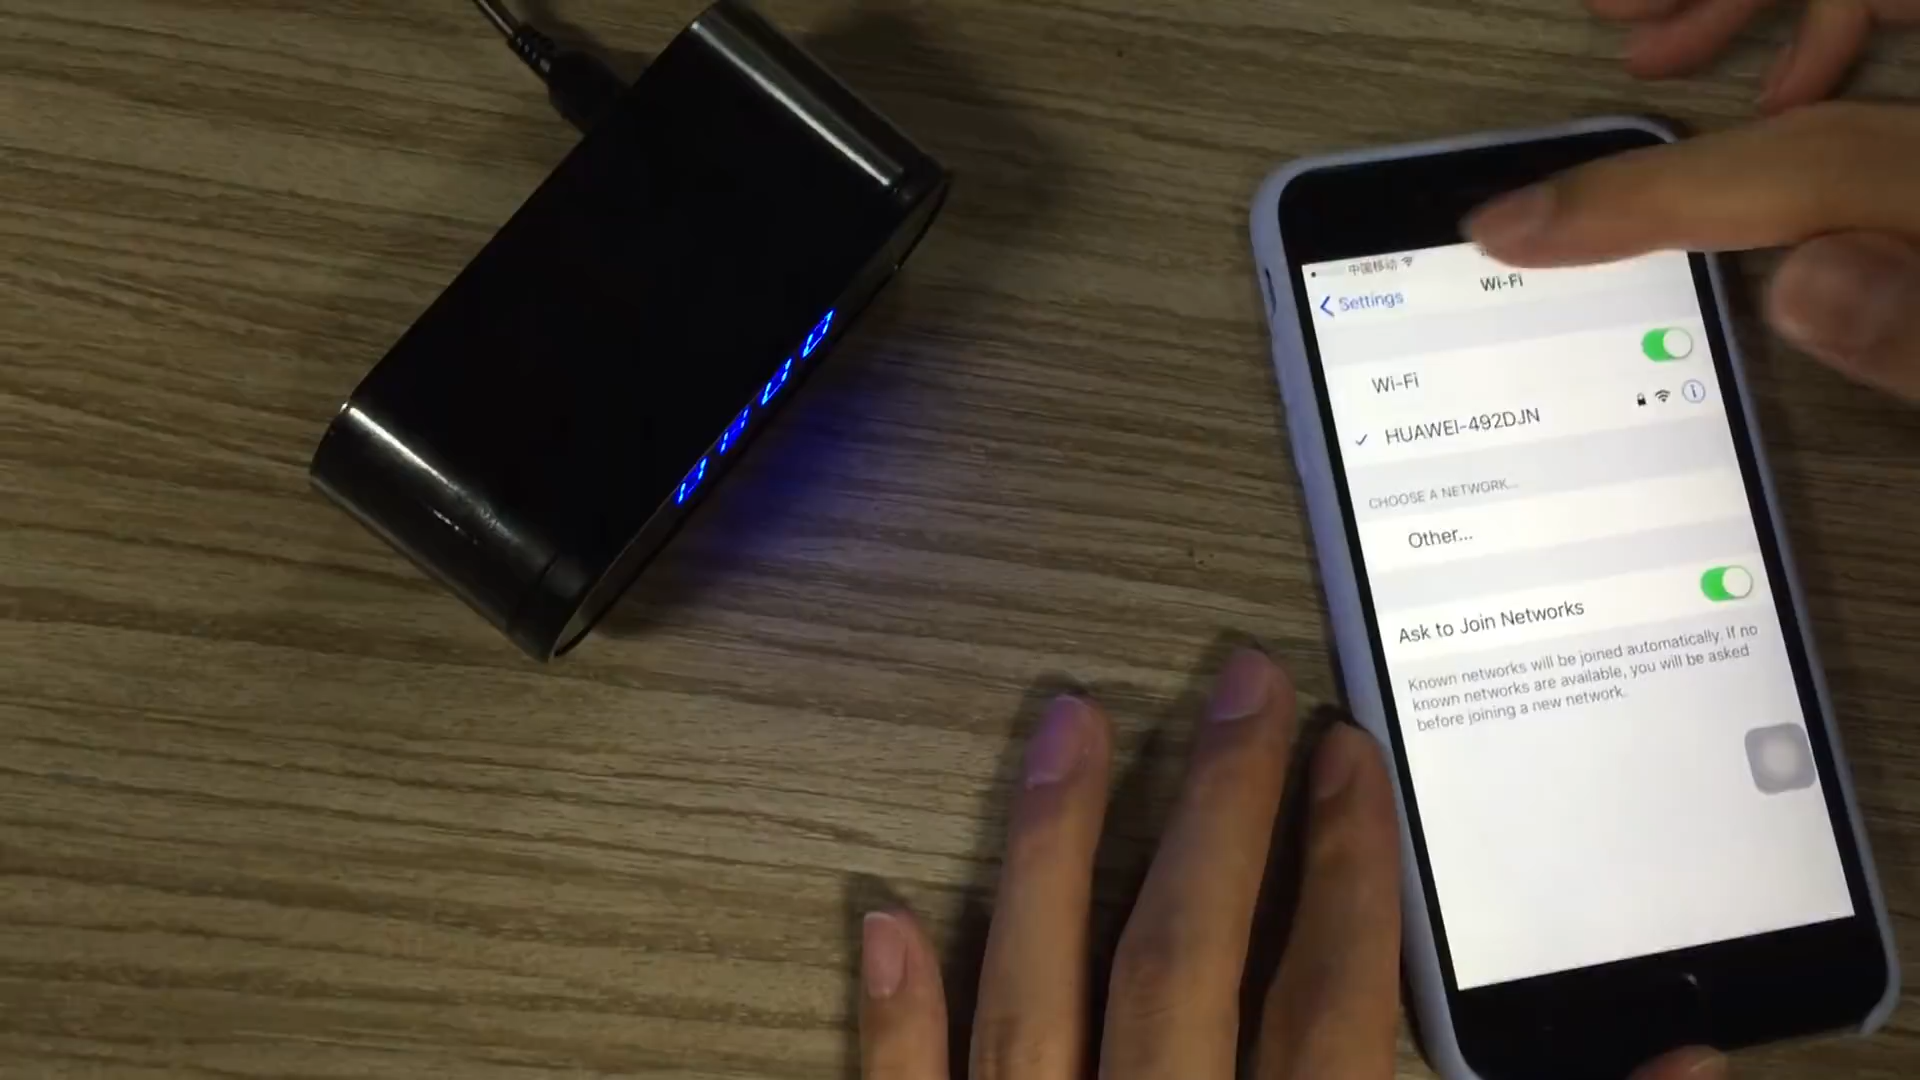 中国移动
Wi-Fi
Settings
Wi-Fi
HUAWEI-492DJN
CHOOSE A NETWORK...
Other...
Ask to Join Networks
Known networks will be joined automatically. If no
known networks are available, you will be asked
before joining a new network.